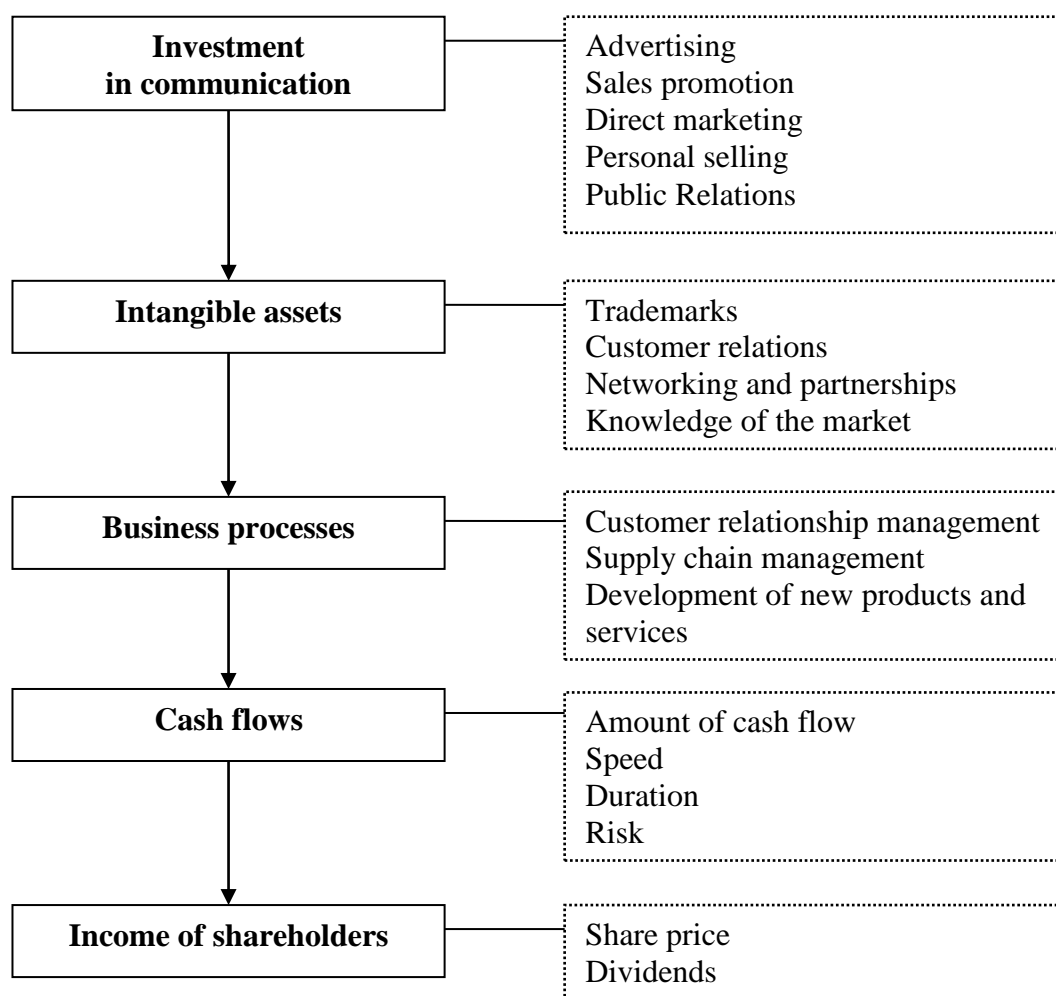 Investment
in communication
Advertising
Sales promotion
Direct marketing
Personal selling
Public Relations
Intangible assets
Trademarks
Customer relations
Networking and partnerships
Knowledge of the market
Business processes
Customer relationship management
Supply chain management
Development of new products and
services
Cash flows
Amount of cash flow
Speed
Duration
Risk
Income of shareholders
Share price
Dividends